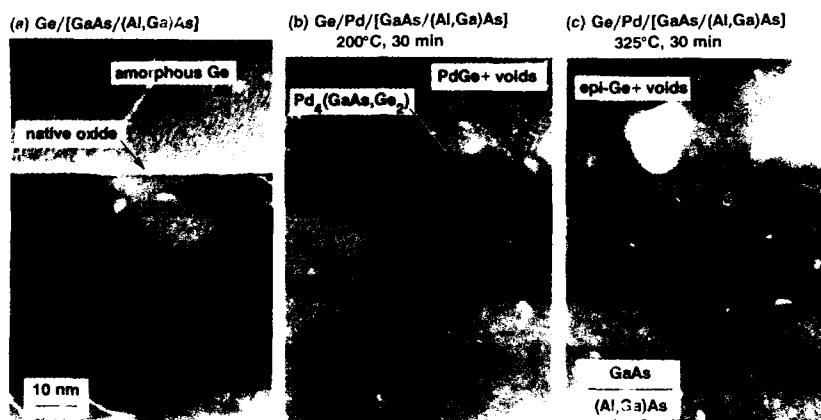 (a) Ge/[GaAs/(Al,Ga)As]
amorphous Ge
native oxide
10 nm
(b) Ge/Pd/[GaAs/(Al,Ga)As]
200°C, 30 min
PdGe+ voids
Pd₄(GaAs,Ge₂)
(c) Ge/Pd/[GaAs/(Al,Ga)As]
325°C, 30 min
epi-Ge+ voids
GaAs
(Al,Ga)As